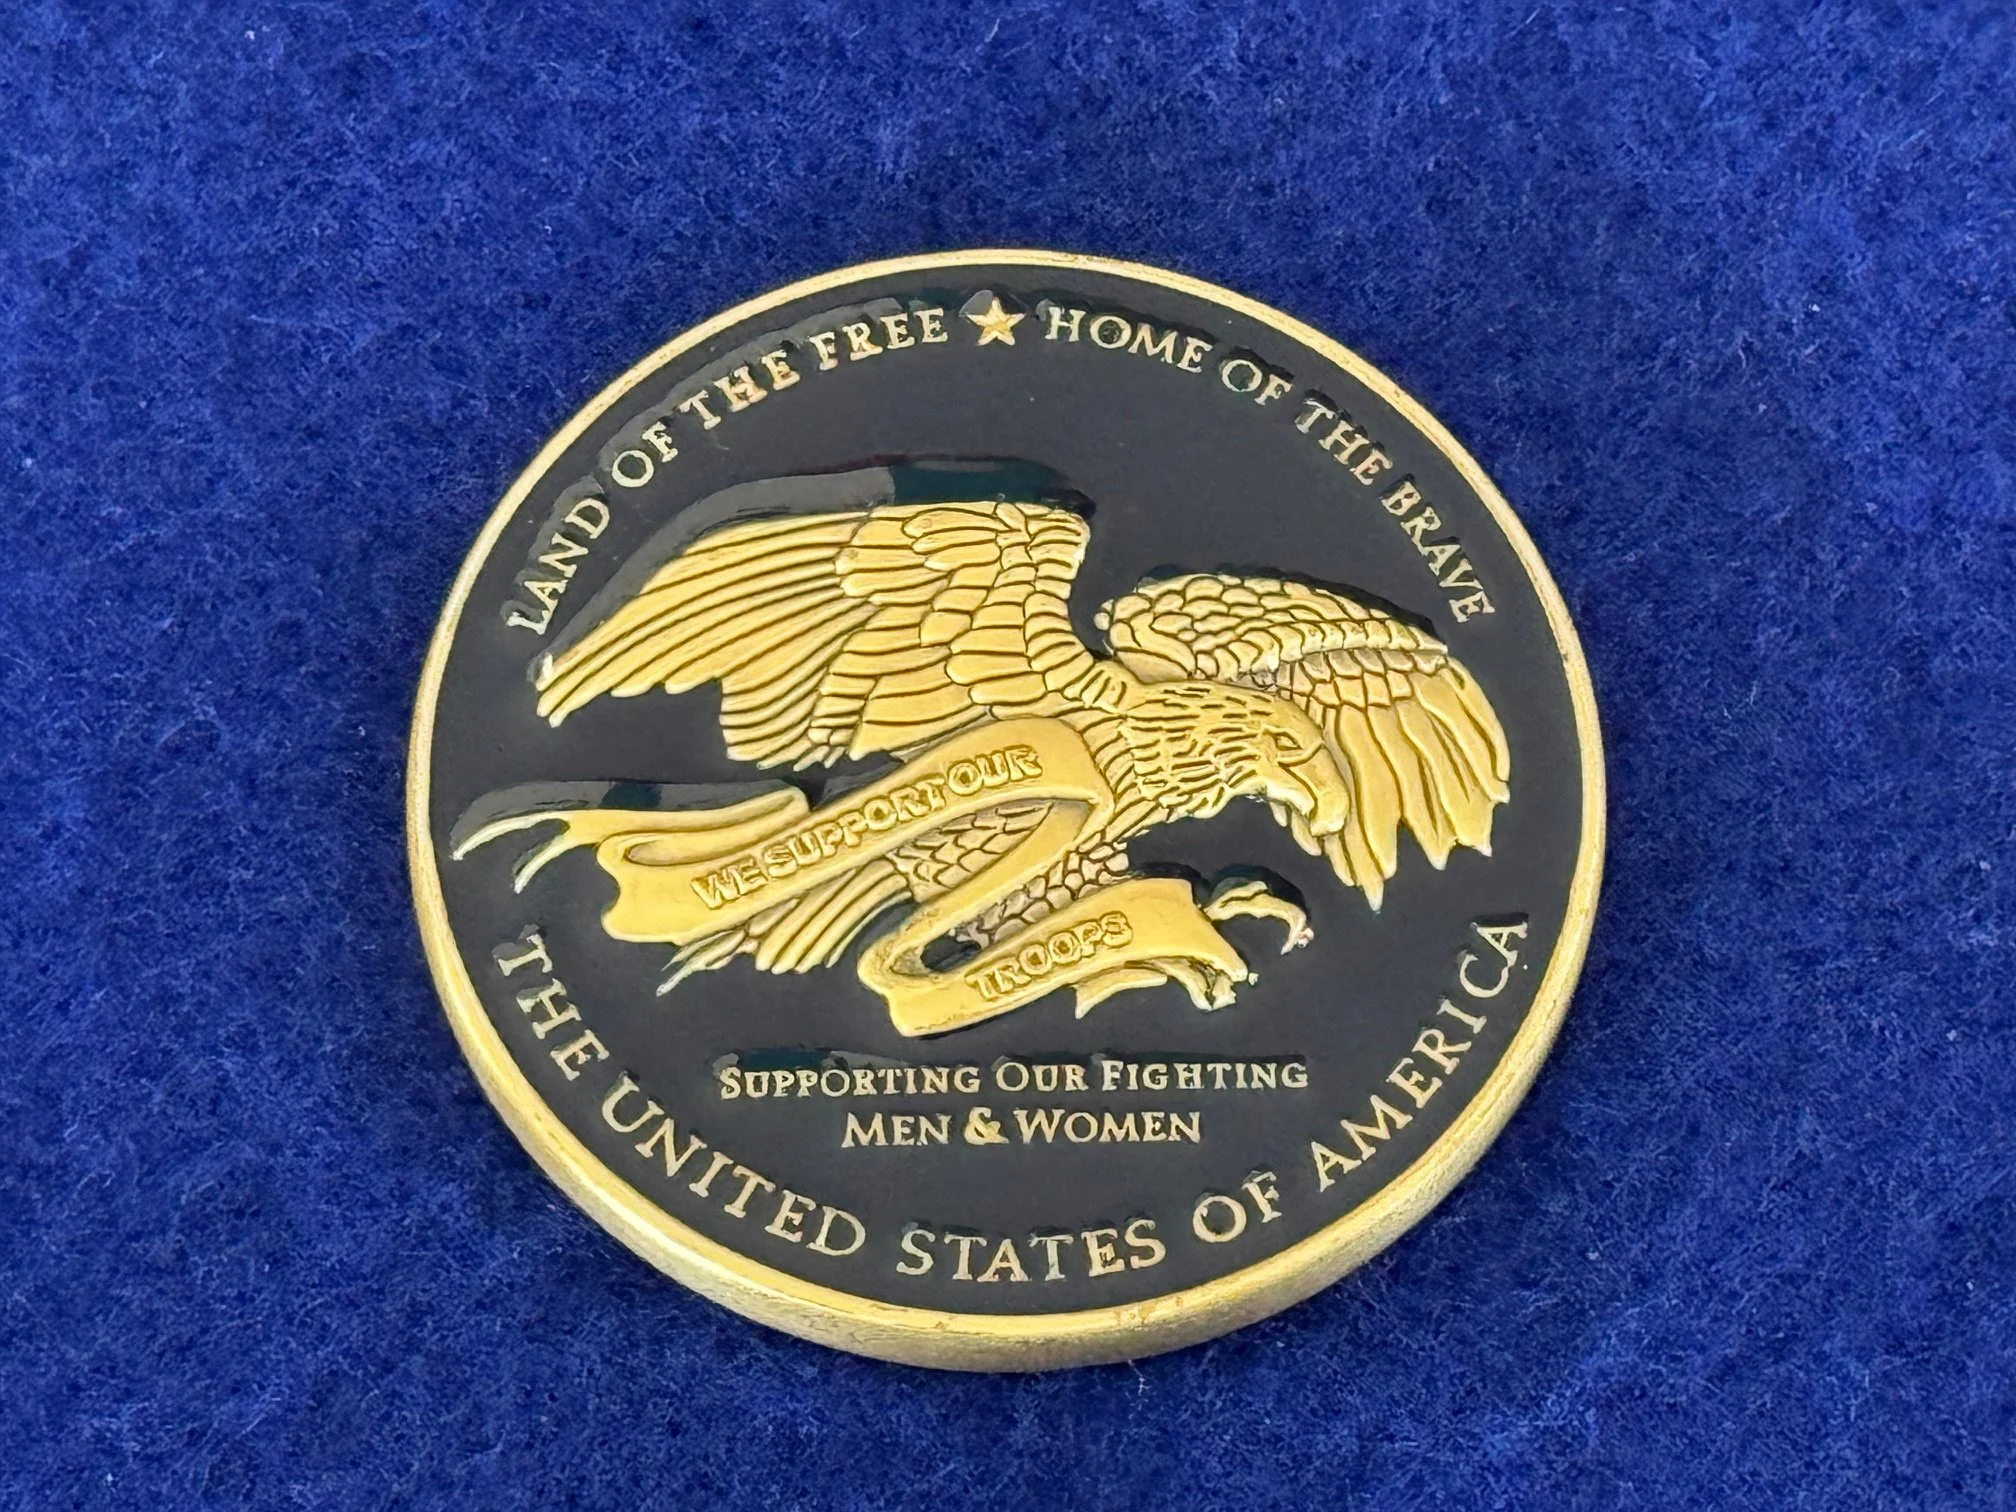 LAND OF THE FREE ★ HOME OF THE BRAVE
WE SUPPORT OUR
TROOPS
SUPPORTING OUR FIGHTING
MEN & WOMEN
THE UNITED STATES OF AMERICA